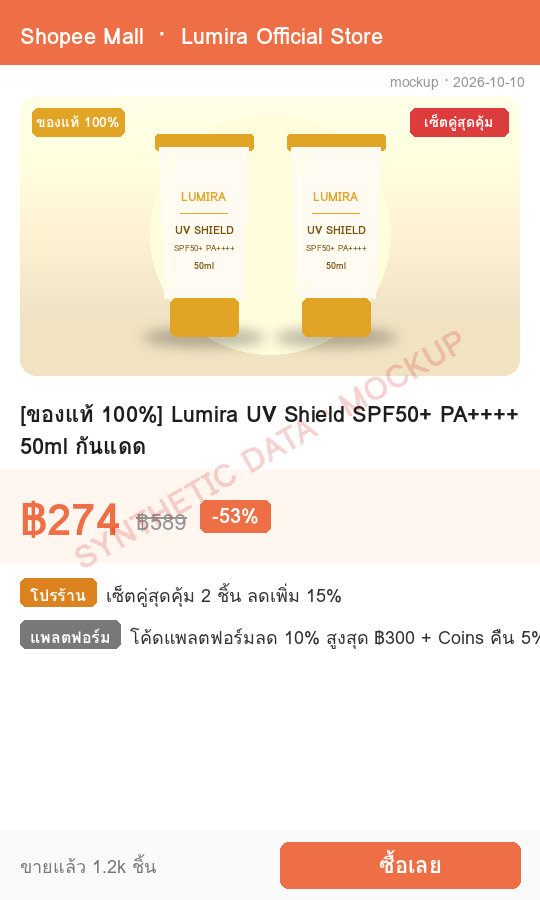 Shopee Mall · Lumira Official Store
mockup · 2026-10-10
ของแท้ 100%
เซ็ตคู่สุดคุ้ม
LUMIRA
UV SHIELD
SPF50+ PA++++
50ml
LUMIRA
UV SHIELD
SPF50+ PA++++
50ml
[ของแท้ 100%] Lumira UV Shield SPF50+ PA++++
50ml กันแดด
SYNTHETIC DATA · MOCKUP
฿274 ฿589 -53%
โปรร้าน เซ็ตคู่สุดคุ้ม 2 ชิ้น ลดเพิ่ม 15%
แพลตฟอร์ม โค้ดแพลตฟอร์มลด 10% สูงสุด ฿300 + Coins คืน 5%
ขายแล้ว 1.2k ชิ้น
ซื้อเลย